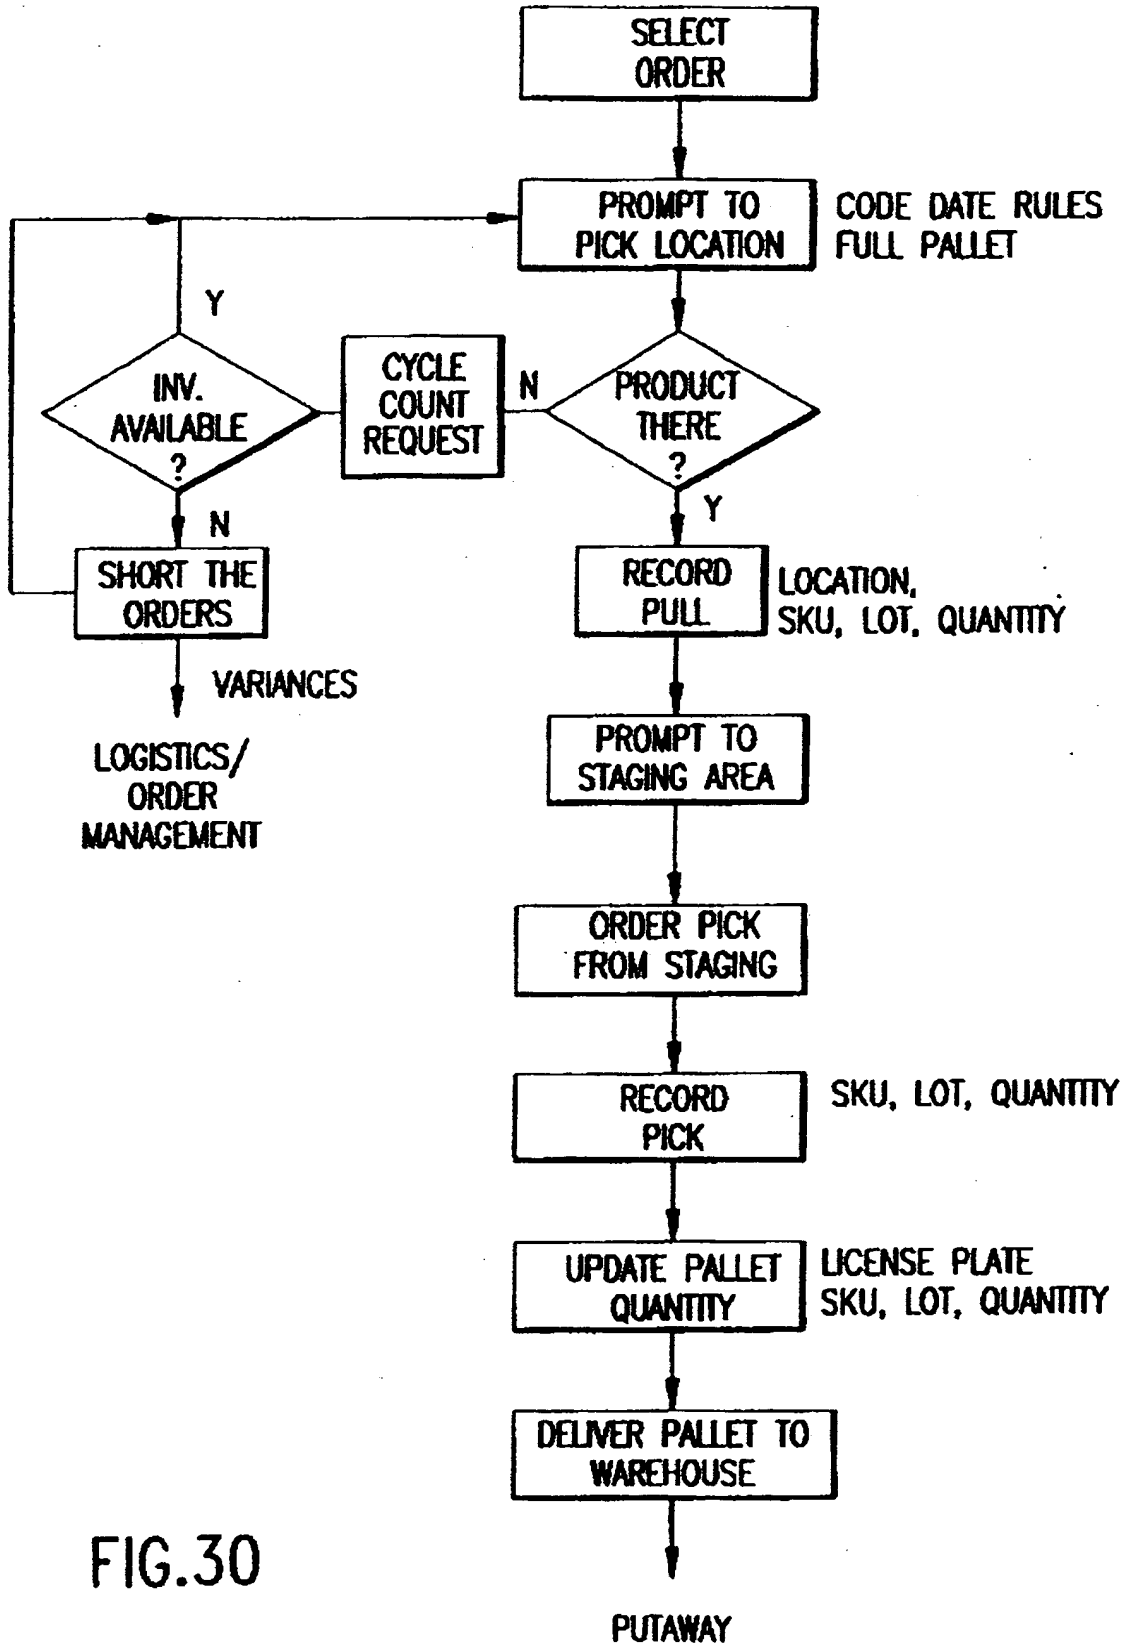 SELECT
ORDER
PROMPT TO
PICK LOCATION
CODE DATE RULES
FULL PALLET
Y
INV.
AVAILABLE
?
CYCLE
COUNT
REQUEST
N
PRODUCT
THERE
?
Y
N
SHORT THE
ORDERS
RECORD
PULL
LOCATION,
SKU, LOT, QUANTITY
VARIANCES
LOGISTICS/
ORDER
MANAGEMENT
PROMPT TO
STAGING AREA
ORDER PICK
FROM STAGING
RECORD
PICK
SKU, LOT, QUANTITY
UPDATE PALLET
QUANTITY
LICENSE PLATE
SKU, LOT, QUANTITY
DELIVER PALLET TO
WAREHOUSE
FIG.30
PUTAWAY